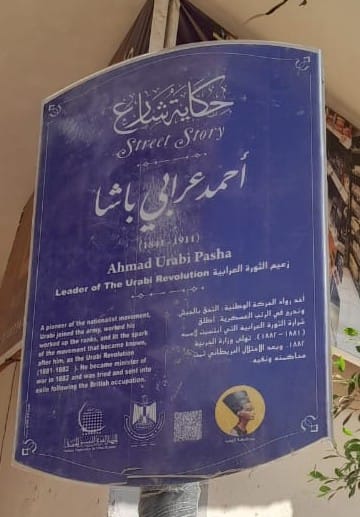 حكاية شارع
Street Story
أحمد عرابي باشا
(1841-1911)
Ahmad Urabi Pasha
زعيم الثورة العرابية
Leader of The Urabi Revolution
A pioneer of the nationalist movement,
Urabi joined the army, worked his
worked up the ranks, and lit the spark
of the movement that became known,
after him, as the Urabi Revolution
(1881-1882 ). He became minister of
war in 1882 and was tried and sent into
exile following the British occupation.
أحد رواد الحركة الوطنية، التحق بالجيش
وتدرج في الرتب العسكرية. أطلق
شرارة الثورة العرابية التي انتسبت لاسمه
(١٨٨١-١٨٨٢). تولى وزارة الحربية
١٨٨٢. وبعد الاحتلال البريطاني تمت
محاكمته ونفيه